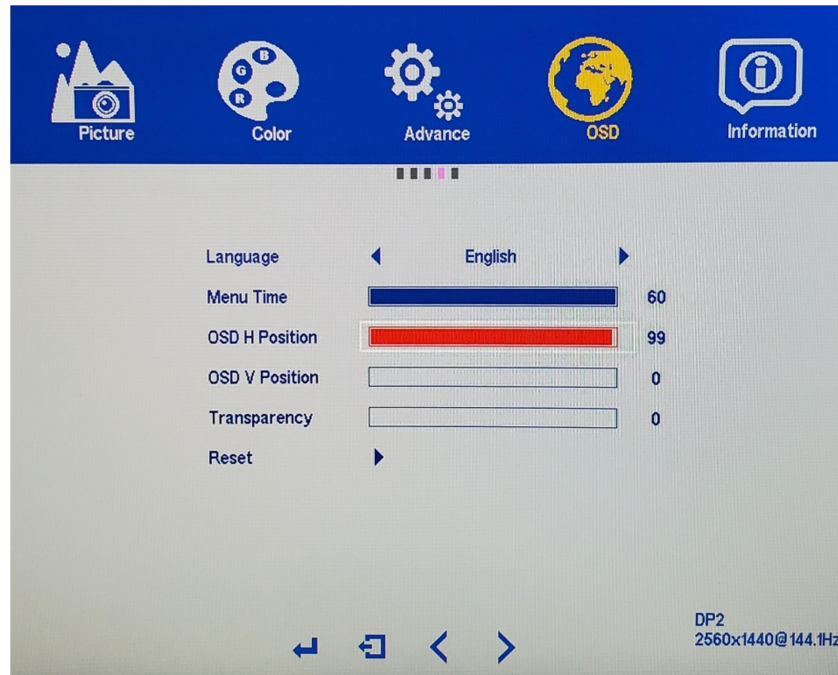 R G B
Picture Color Advance OSD Information
Language English
Menu Time 60
OSD H Position 99
OSD V Position 0
Transparency 0
Reset
DP2
2560x1440@144.1Hz